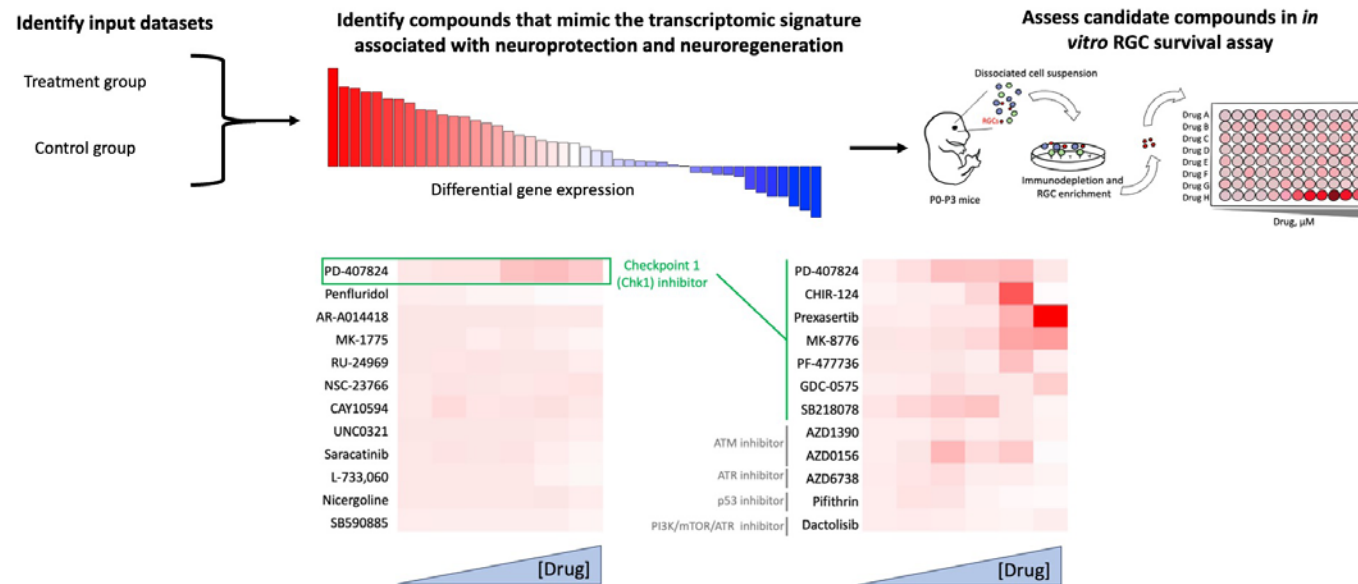 Identify input datasets
Treatment group
Control group
Identify compounds that mimic the transcriptomic signature
associated with neuroprotection and neuroregeneration
Differential gene expression
Assess candidate compounds in in
vitro RGC survival assay
Dissociated cell suspension
RGCs
P0-P3 mice
Immunodepletion and
RGC enrichment
Drug A
Drug B
Drug C
Drug D
Drug E
Drug F
Drug G
Drug H
Drug, µM
PD-407824
Penfluridol
AR-A014418
MK-1775
RU-24969
NSC-23766
CAY10594
UNC0321
Saracatinib
L-733,060
Nicergoline
SB590885
[Drug]
Checkpoint 1
(Chk1) inhibitor
ATM inhibitor
ATR inhibitor
p53 inhibitor
PI3K/mTOR/ATR inhibitor
PD-407824
CHIR-124
Prexasertib
MK-8776
PF-477736
GDC-0575
SB218078
AZD1390
AZD0156
AZD6738
Pifithrin
Dactolisib
[Drug]